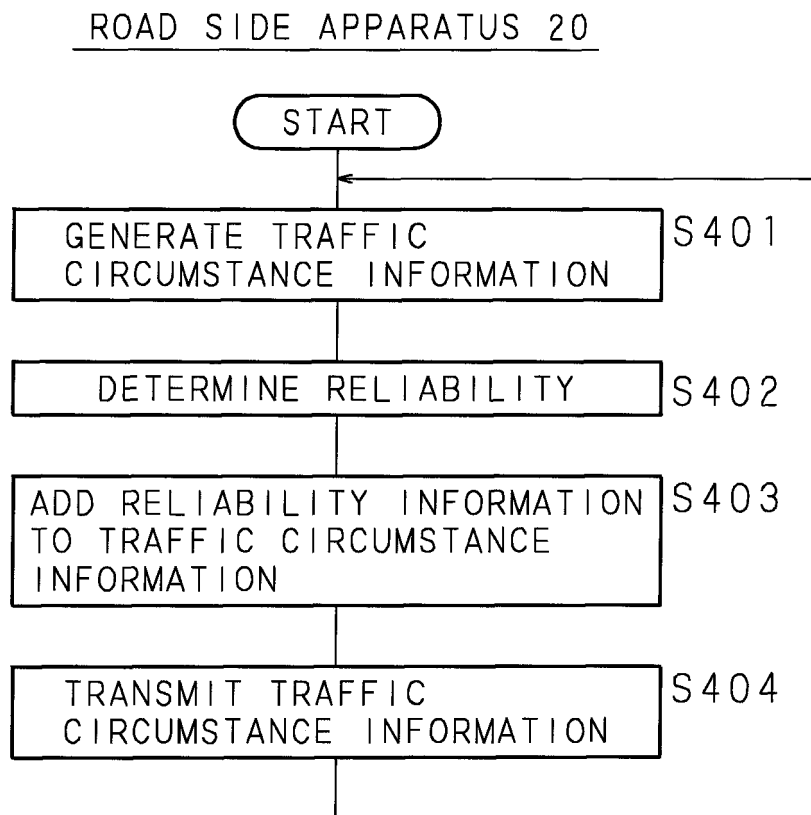 ROAD SIDE APPARATUS 20
START
GENERATE TRAFFIC
CIRCUMSTANCE INFORMATION
S401
DETERMINE RELIABILITY
S402
ADD RELIABILITY INFORMATION
TO TRAFFIC CIRCUMSTANCE
INFORMATION
S403
TRANSMIT TRAFFIC
CIRCUMSTANCE INFORMATION
S404